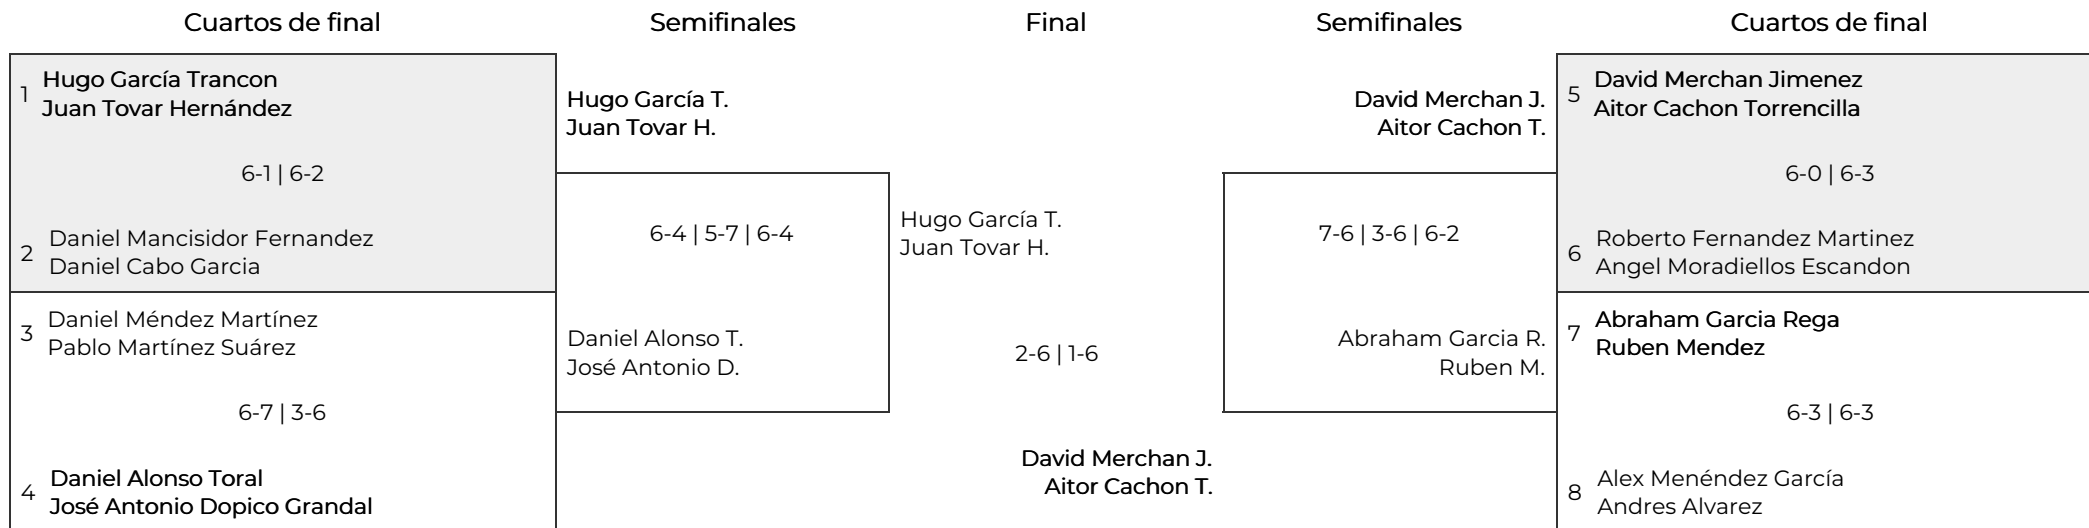 Cuartos de final
Semifinales
Final
Semifinales
Cuartos de final
1
Hugo García Trancon
Juan Tovar Hernández
6-1 | 6-2
2
Daniel Mancisidor Fernandez
Daniel Cabo Garcia
3
Daniel Méndez Martínez
Pablo Martínez Suárez
6-7 | 3-6
4
Daniel Alonso Toral
José Antonio Dopico Grandal
Hugo García T.
Juan Tovar H.
6-4 | 5-7 | 6-4
Daniel Alonso T.
José Antonio D.
Hugo García T.
Juan Tovar H.
2-6 | 1-6
David Merchan J.
Aitor Cachon T.
David Merchan J.
Aitor Cachon T.
7-6 | 3-6 | 6-2
Abraham Garcia R.
Ruben M.
5
David Merchan Jimenez
Aitor Cachon Torrencilla
6-0 | 6-3
6
Roberto Fernandez Martinez
Angel Moradiellos Escandon
7
Abraham Garcia Rega
Ruben Mendez
6-3 | 6-3
8
Alex Menéndez García
Andres Alvarez